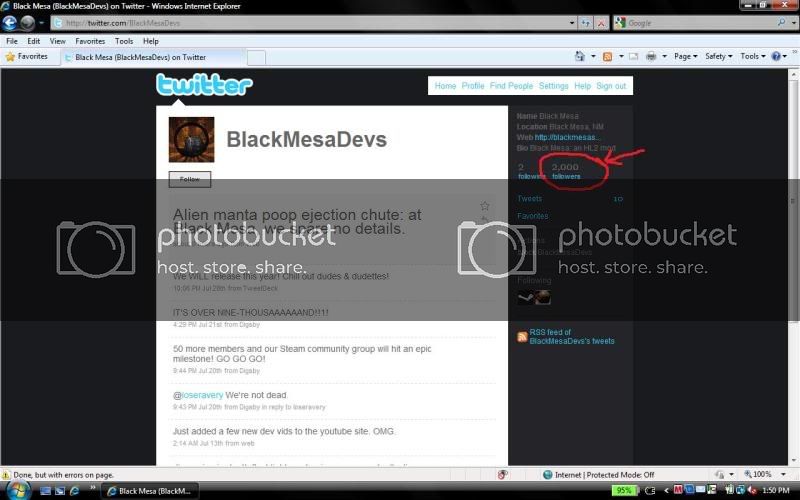 Black Mesa (BlackMesaDevs) on Twitter - Windows Internet Explorer
http://twitter.com/BlackMesaDevs
Google
File Edit View Favorites Tools Help
Favorites Black Mesa (BlackMesaDevs) on Twitter
Page Safety Tools
twitter
Home Profile Find People Settings Help Sign out
BlackMesaDevs
Follow
Name Black Mesa
Location Black Mesa, NM
Web http://blackmesas...
Bio Black Mesa: an HL2 mod
2 2,000
following followers
Tweets 10
Favorites
block BlackMesaDevs
Following
RSS feed of
BlackMesaDevs's tweets
Alien manta poop ejection chute: at
Black Mesa, we spare no details.
We WILL release this year! Chill out dudes & dudettes!
10:06 PM Jul 28th from TweetDeck
IT'S OVER NINE-THOUSAAAAAAND!!1!
4:29 PM Jul 21st from Digsby
50 more members and our Steam community group will hit an epic
milestone! GO GO GO!
9:44 PM Jul 20th from Digsby
@loseravery We're not dead.
9:43 PM Jul 20th from Digsby in reply to loseravery
Just added a few new dev vids to the youtube site. OMG.
2:14 AM Jul 13th from web
photobucket
host. store. share.
photobucket
host. store. share.
Done, but with errors on page.
Internet | Protected Mode: Off
100%
Black Mesa (BlackM...
95%
1:50 PM